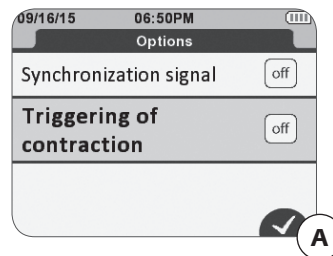 09/16/15 06:50PM
Options
Synchronization signal off
Triggering of
contraction off
A